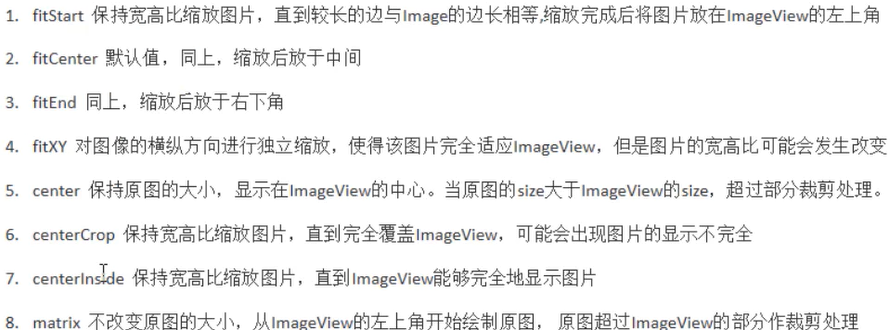 1. fitStart 保持宽高比缩放图片，直到较长的边与Image的边长相等,缩放完成后将图片放在ImageView的左上角
2. fitCenter 默认值，同上，缩放后放于中间
3. fitEnd 同上，缩放后放于右下角
4. fitXY 对图像的横纵方向进行独立缩放，使得该图片完全适应ImageView，但是图片的宽高比可能会发生改变
5. center 保持原图的大小，显示在ImageView的中心。当原图的size大于ImageView的size，超过部分裁剪处理。
6. centerCrop 保持宽高比缩放图片，直到完全覆盖ImageView，可能会出现图片的显示不完全
7. centerInside 保持宽高比缩放图片，直到ImageView能够完全地显示图片
8. matrix 不改变原图的大小，从ImageView的左上角开始绘制原图， 原图超过ImageView的部分作裁剪处理